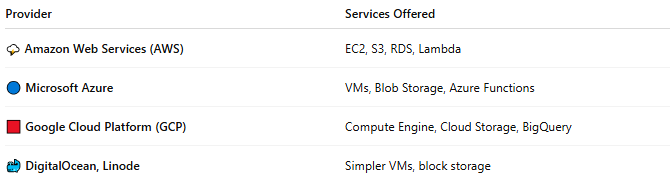 Provider Services Offered
Amazon Web Services (AWS) EC2, S3, RDS, Lambda
Microsoft Azure VMs, Blob Storage, Azure Functions
Google Cloud Platform (GCP) Compute Engine, Cloud Storage, BigQuery
DigitalOcean, Linode Simpler VMs, block storage